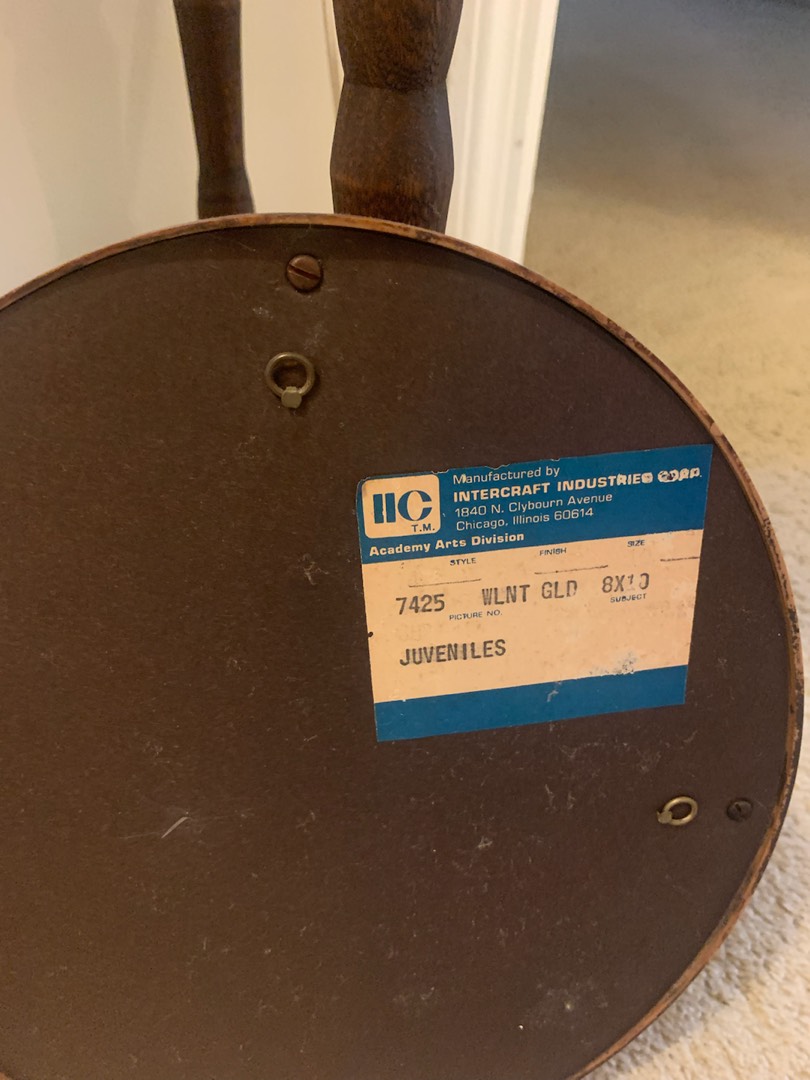 Manufactured by
INTERCRAFT INDUSTRIES CORP.
1840 N. Clybourn Avenue
Chicago, Illinois 60614
IIC
T.M.
Academy Arts Division
STYLE FINISH SIZE
7425 WLNT GLD 8X10
PICTURE NO. SUBJECT
JUVENILES